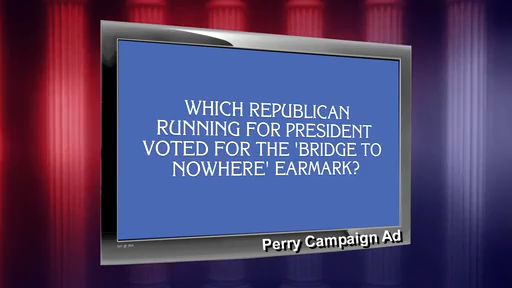 WHICH REPUBLICAN
RUNNING FOR PRESIDENT
VOTED FOR THE 'BRIDGE TO
NOWHERE' EARMARK?
Perry Campaign Ad